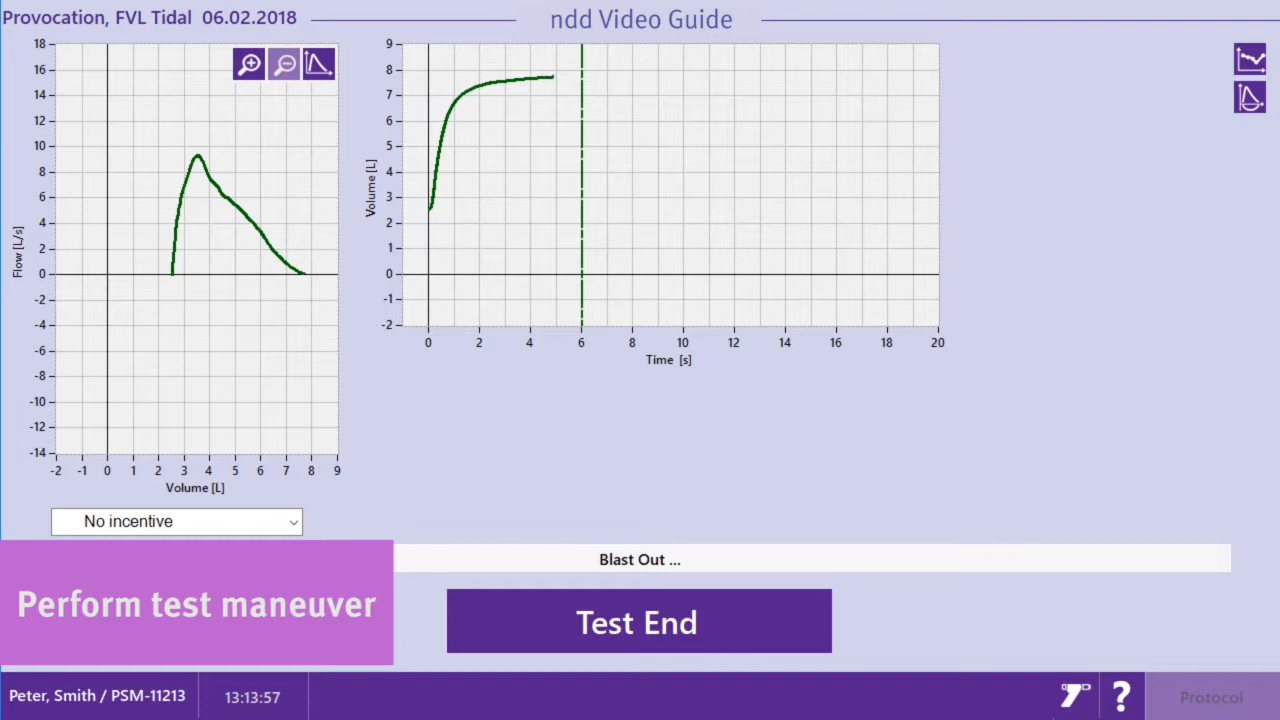 Provocation, FVL Tidal 06.02.2018
ndd Video Guide
18
16
14
12
10
8
6
4
2
0
-2
-4
-6
-8
-10
-12
-14
Flow [L/s]
-2 -1 0 1 2 3 4 5 6 7 8 9
Volume [L]
9
8
7
6
5
4
3
2
1
0
-1
-2
Volume [L]
0 2 4 6 8 10 12 14 16 18 20
Time [s]
No incentive
Blast Out ...
Perform test maneuver
Test End
Peter, Smith / PSM-11213
13:13:57
?
Protocol